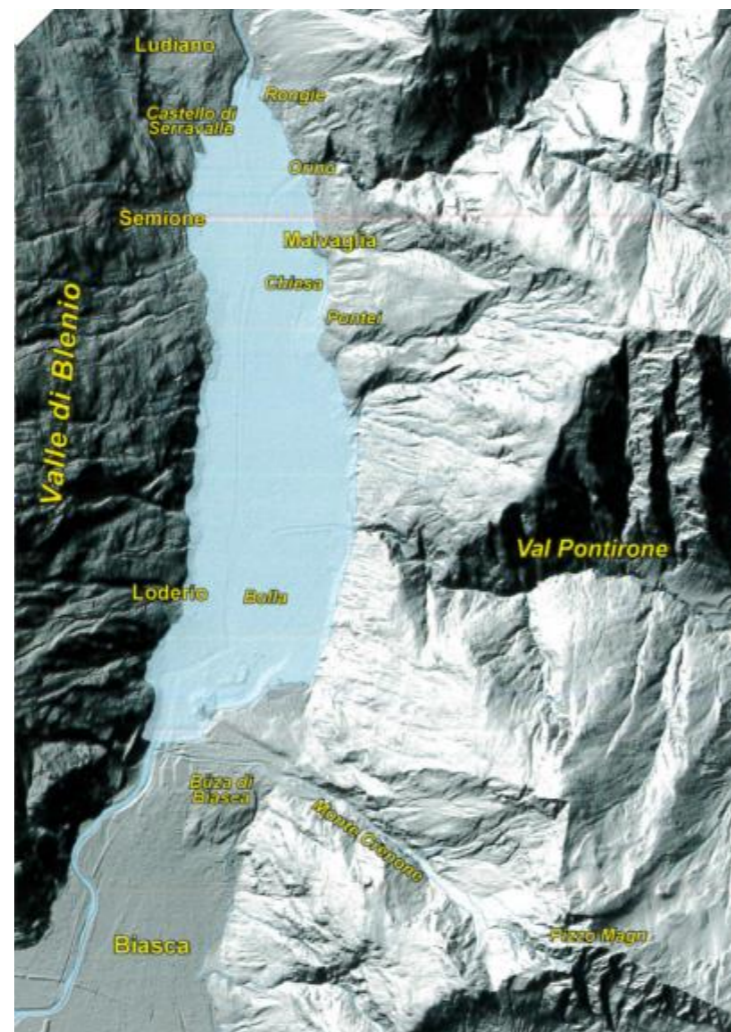 Ludiano
Rongie
Castello di
Serravalle
Orino
Semione
Malvaglia
Chiesa
Pontei
Valle di Blenio
Val Pontirone
Loderio
Bolla
Buza di
Biasca
Monte Crenone
Biasca
Pizzo Magn